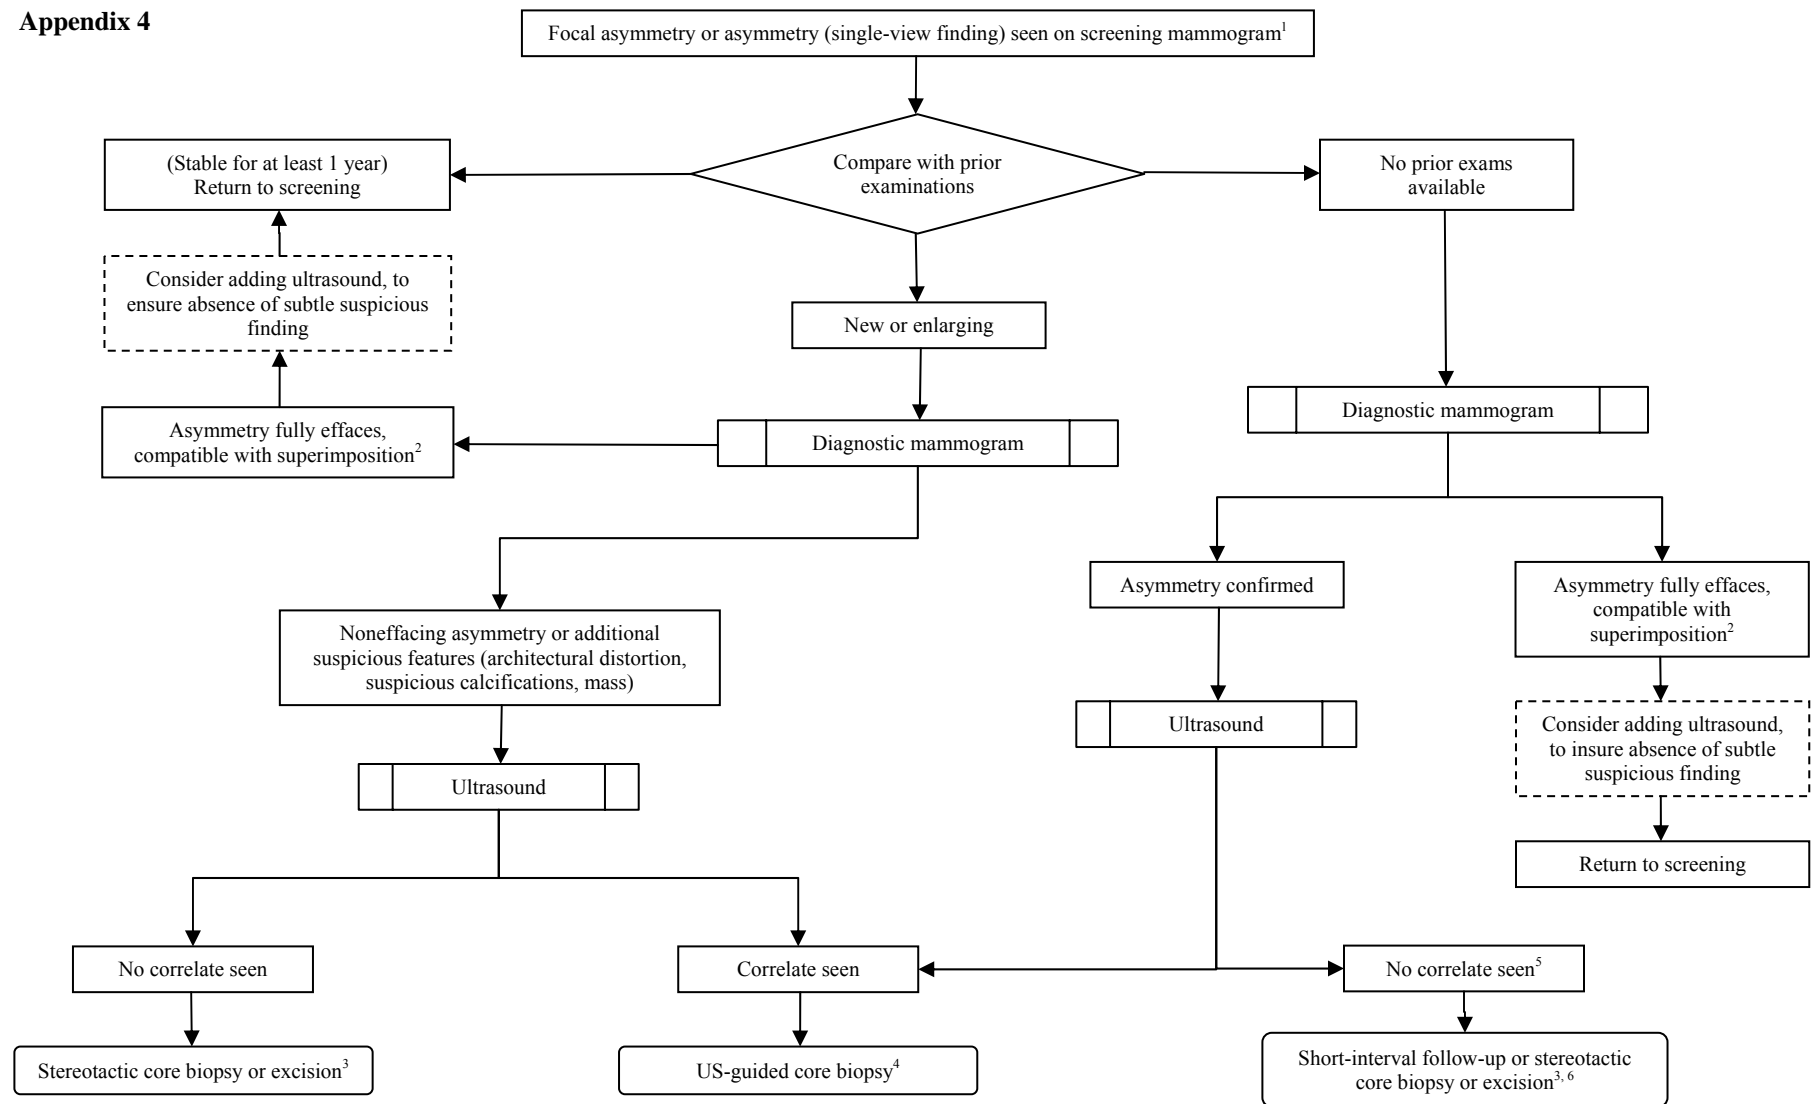 Appendix 4
Focal asymmetry or asymmetry (single-view finding) seen on screening mammogram1
(Stable for at least 1 year)
Return to screening
Compare with prior
examinations
No prior exams
available
Consider adding ultrasound, to
ensure absence of subtle suspicious
finding
New or enlarging
Asymmetry fully effaces,
compatible with superimposition2
Diagnostic mammogram
Diagnostic mammogram
Noneffacing asymmetry or additional
suspicious features (architectural distortion,
suspicious calcifications, mass)
Asymmetry confirmed
Asymmetry fully effaces,
compatible with
superimposition2
Ultrasound
Ultrasound
Consider adding ultrasound,
to insure absence of subtle
suspicious finding
Return to screening
No correlate seen
Correlate seen
No correlate seen5
Stereotactic core biopsy or excision3
US-guided core biopsy4
Short-interval follow-up or stereotactic
core biopsy or excision3, 6